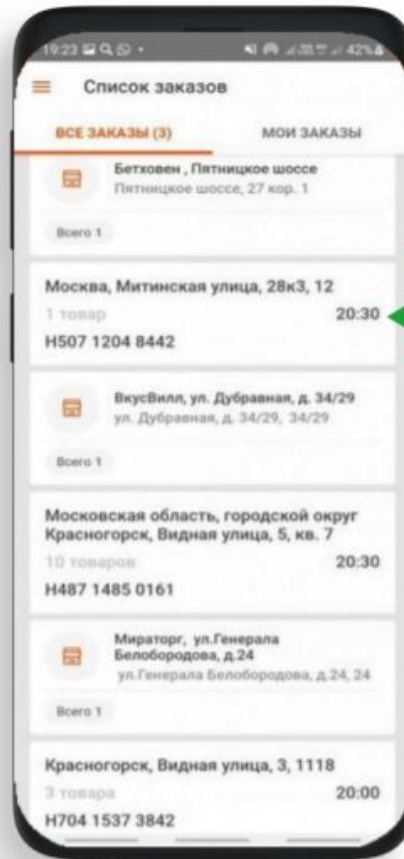 19:23
42%
Список заказов
ВСЕ ЗАКАЗЫ (3)
МОИ ЗАКАЗЫ
Бетховен , Пятницкое шоссе
Пятницкое шоссе, 27 кор. 1
Всего 1
Москва, Митинская улица, 28к3, 12
1 товар
20:30
H507 1204 8442
ВкусВилл, ул. Дубравная, д. 34/29
ул. Дубравная, д. 34/29, 34/29
Всего 1
Московская область, городской округ
Красногорск, Видная улица, 5, кв. 7
10 товаров
20:30
H487 1485 0161
Мираторг, ул.Генерала
Белобородова, д.24
ул.Генерала Белобородова, д.24, 24
Всего 1
Красногорск, Видная улица, 3, 1118
3 товара
20:00
H704 1537 3842